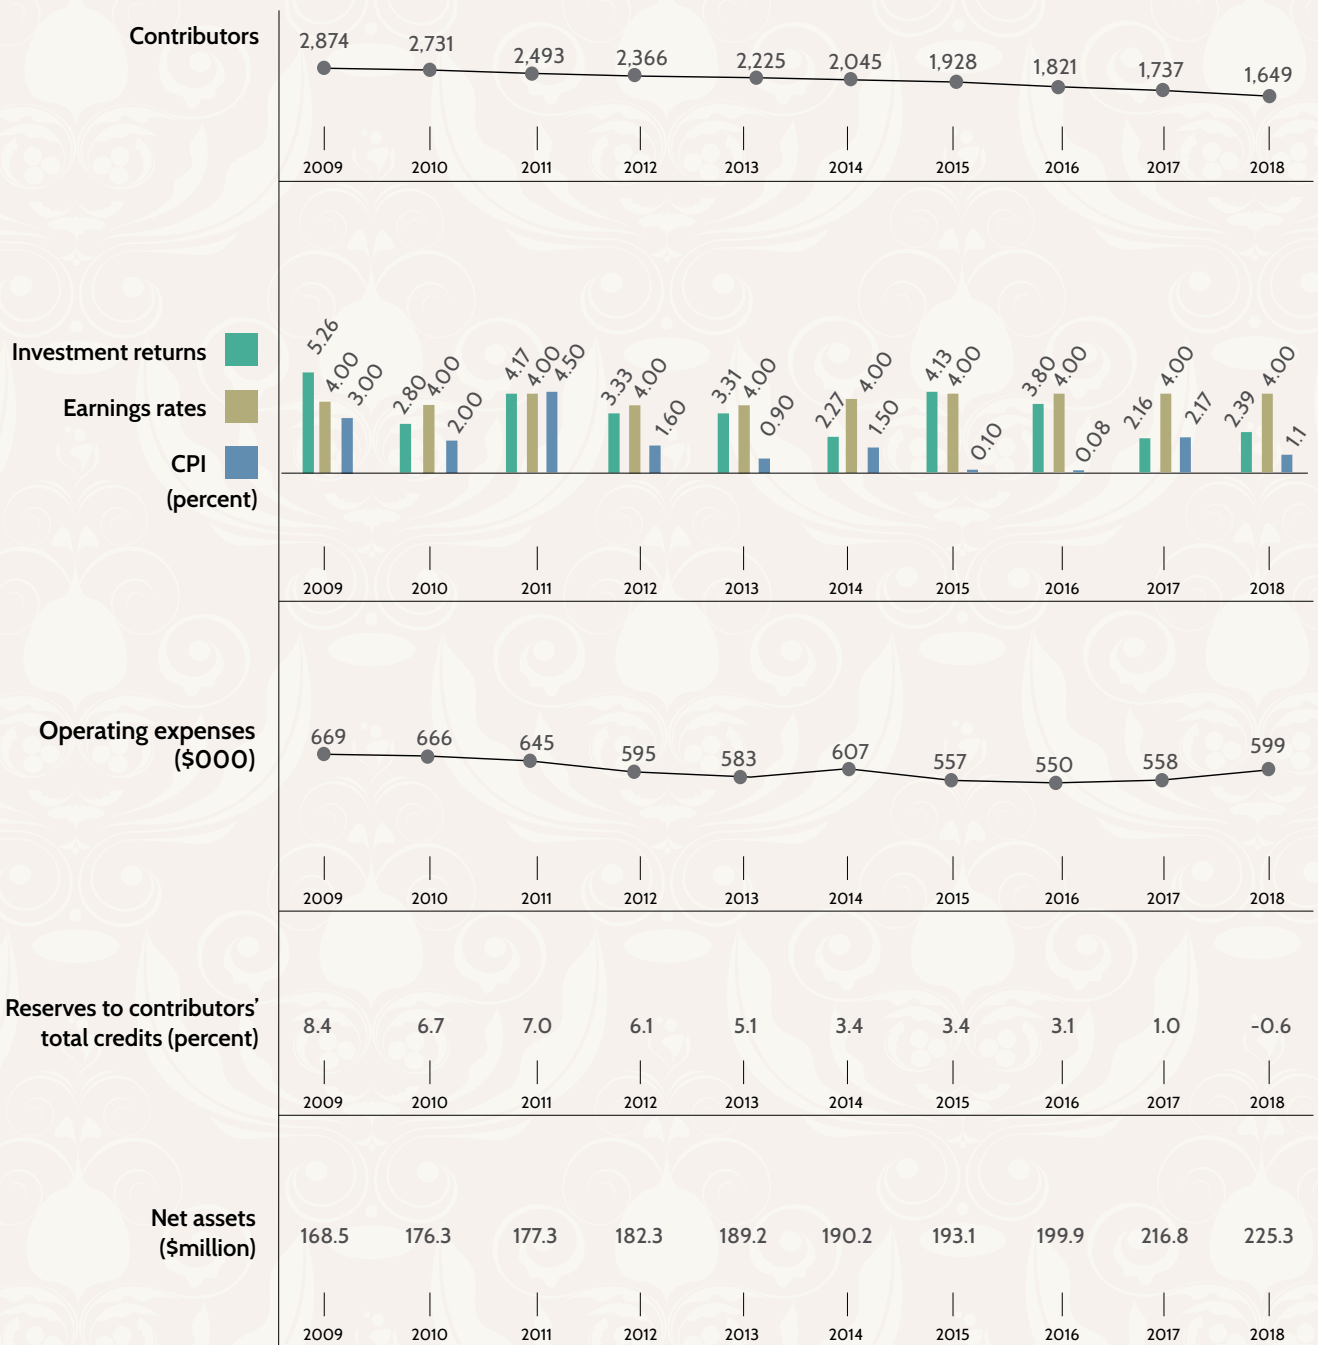 Contributors
2,874 2,731 2,493 2,366 2,225 2,045 1,928 1,821 1,737 1,649
2009 2010 2011 2012 2013 2014 2015 2016 2017 2018
Investment returns
Earnings rates
CPI
(percent)
5.26 4.00 3.00 2.80 4.00 2.00 4.17 4.00 4.50 3.33 4.00 1.60 3.31 4.00 0.90 2.27 4.00 1.50 4.13 4.00 0.10 3.80 4.00 0.08 2.16 4.00 2.17 2.39 4.00 1.1
2009 2010 2011 2012 2013 2014 2015 2016 2017 2018
Operating expenses
($000)
669 666 645 595 583 607 557 550 558 599
2009 2010 2011 2012 2013 2014 2015 2016 2017 2018
Reserves to contributors’
total credits (percent)
8.4 6.7 7.0 6.1 5.1 3.4 3.4 3.1 1.0 -0.6
2009 2010 2011 2012 2013 2014 2015 2016 2017 2018
Net assets
($million)
168.5 176.3 177.3 182.3 189.2 190.2 193.1 199.9 216.8 225.3
2009 2010 2011 2012 2013 2014 2015 2016 2017 2018